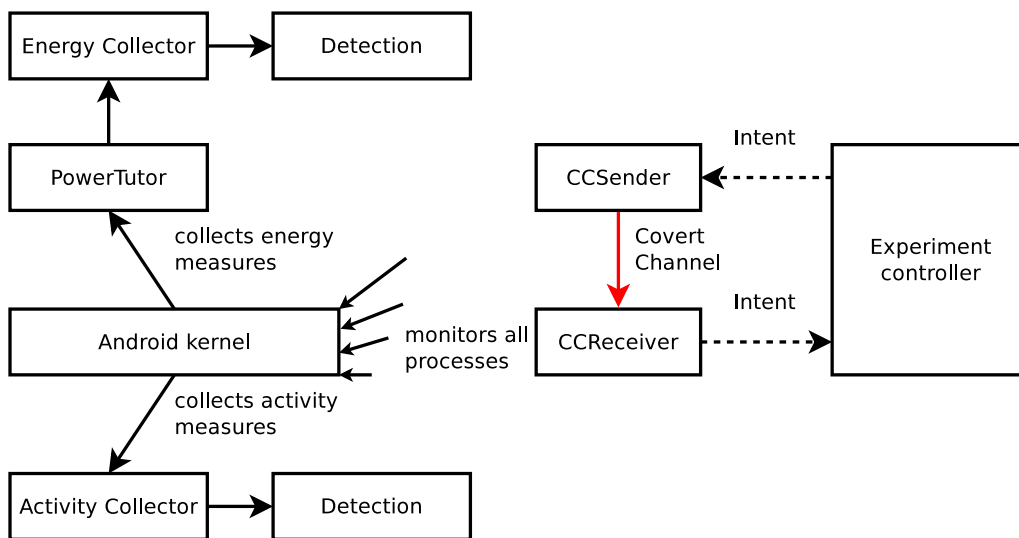 Energy Collector
Detection
PowerTutor
collects energy
measures
Android kernel
monitors all
processes
collects activity
measures
Activity Collector
Detection
Intent
CCSender
Covert
Channel
Experiment
controller
Intent
CCReceiver